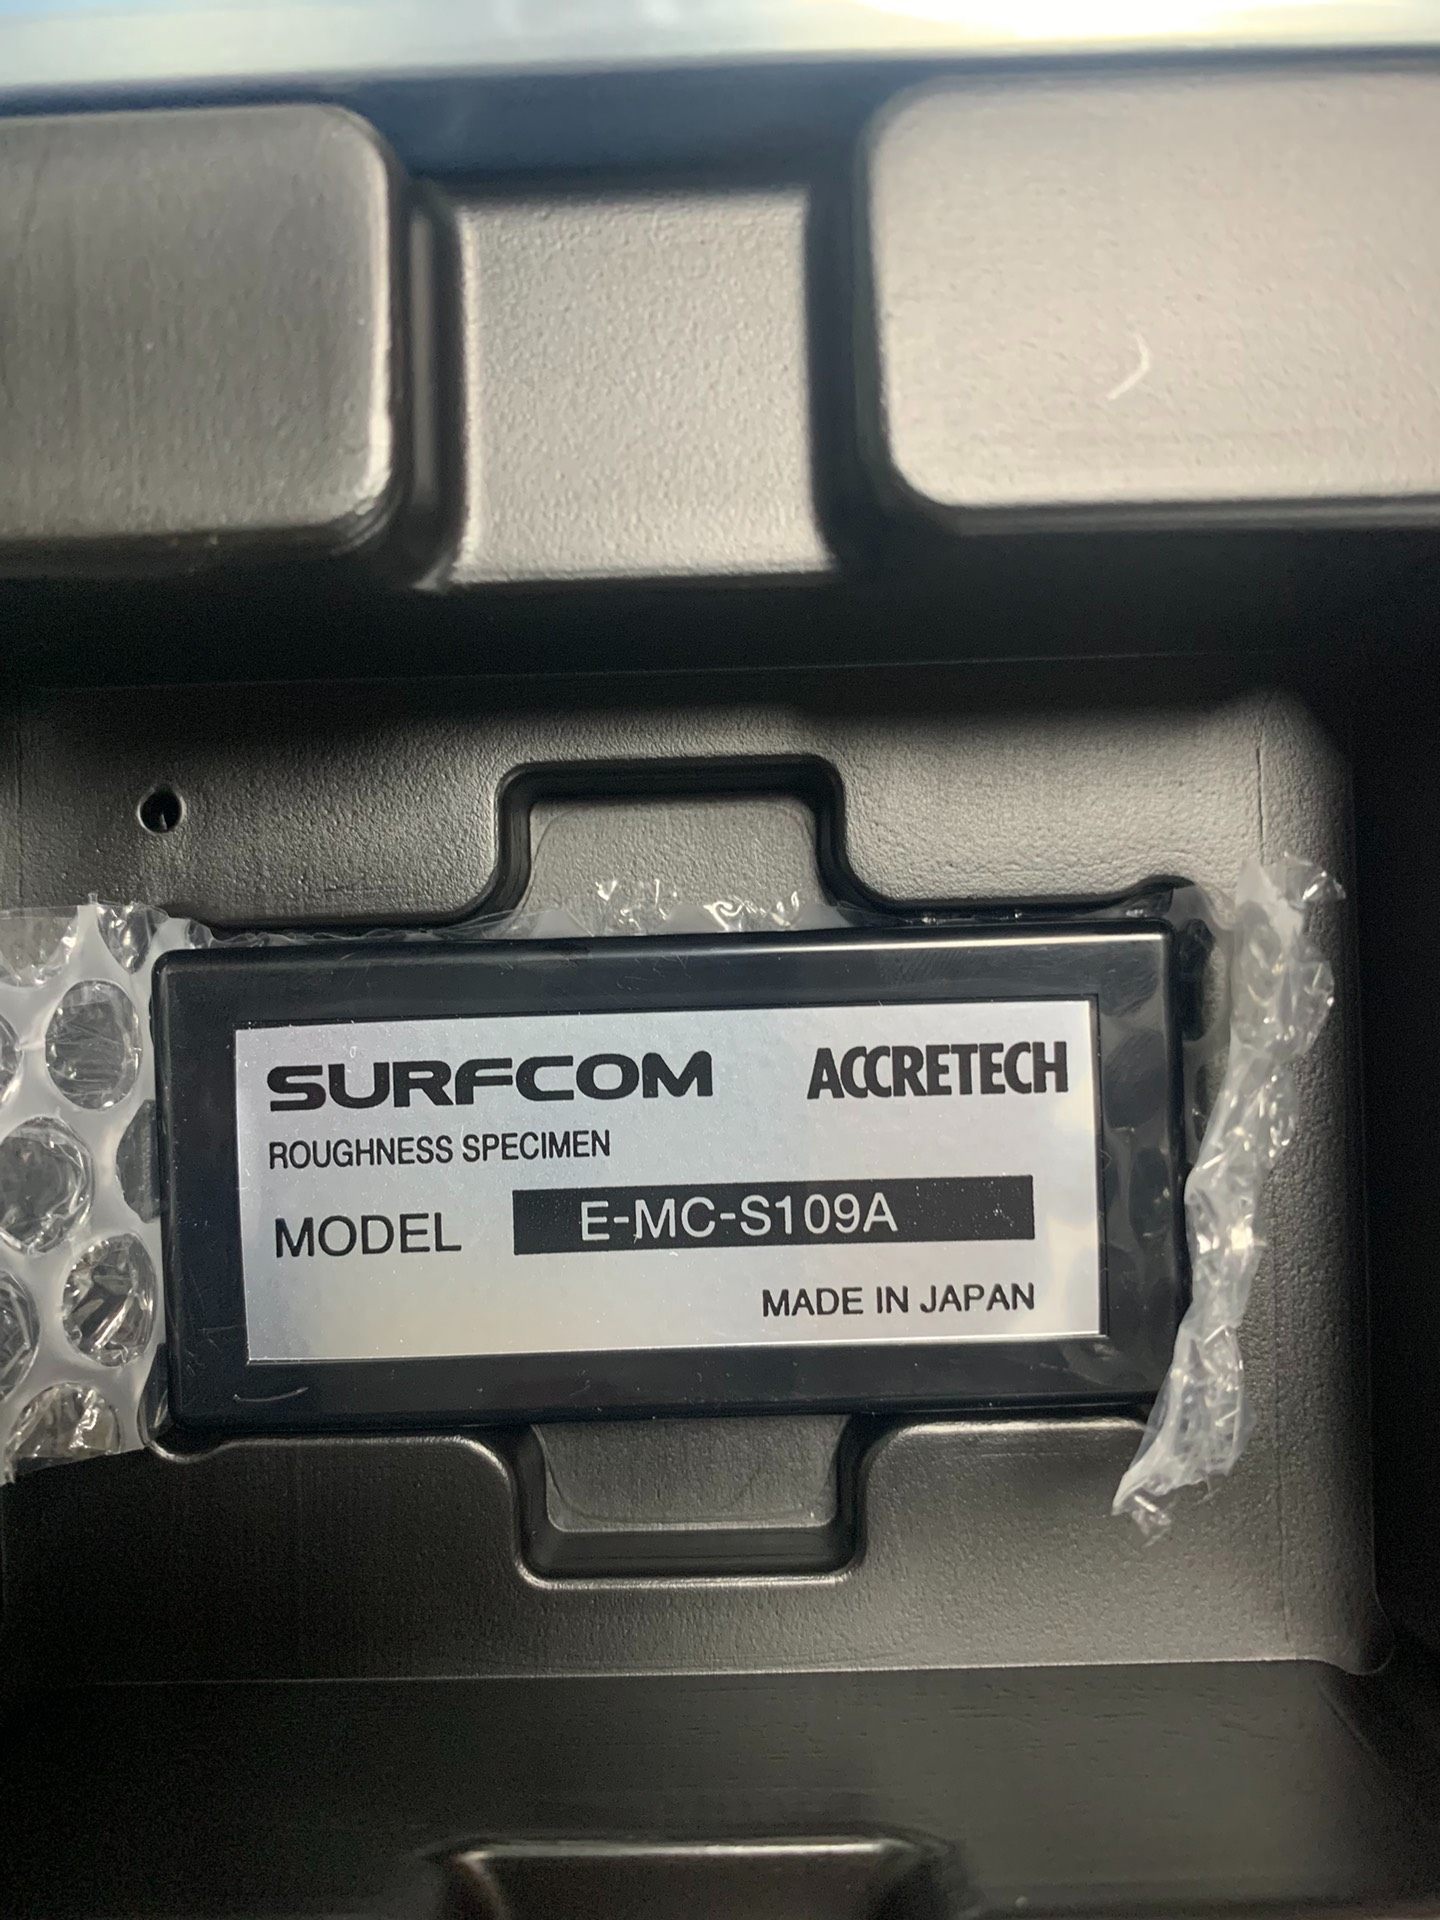 SURFCOM ACCRETECH
ROUGHNESS SPECIMEN
MODEL E-MC-S109A
MADE IN JAPAN